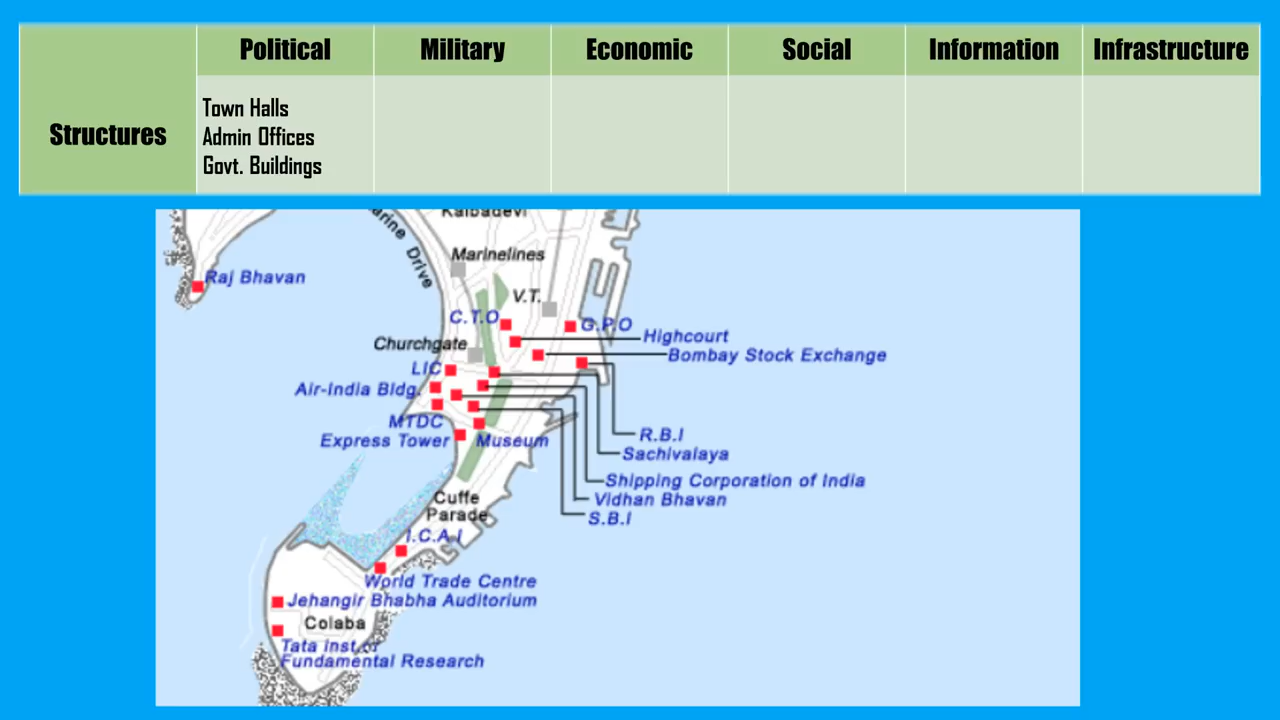 Political Military Economic Social Information Infrastructure
Structures
Town Halls
Admin Offices
Govt. Buildings
Kalbadevi
arine Drive
Marinelines
Raj Bhavan
V.T.
C.T.O
G.P.O
Highcourt
Churchgate
Bombay Stock Exchange
LIC
Air-India Bldg.
MTDC
R.B.I
Express Tower
Museum
Sachivalaya
Shipping Corporation of India
Cuffe
Parade
Vidhan Bhavan
S.B.I
I.C.A.I
World Trade Centre
Jehangir Bhabha Auditorium
Colaba
Tata Inst. of
Fundamental Research